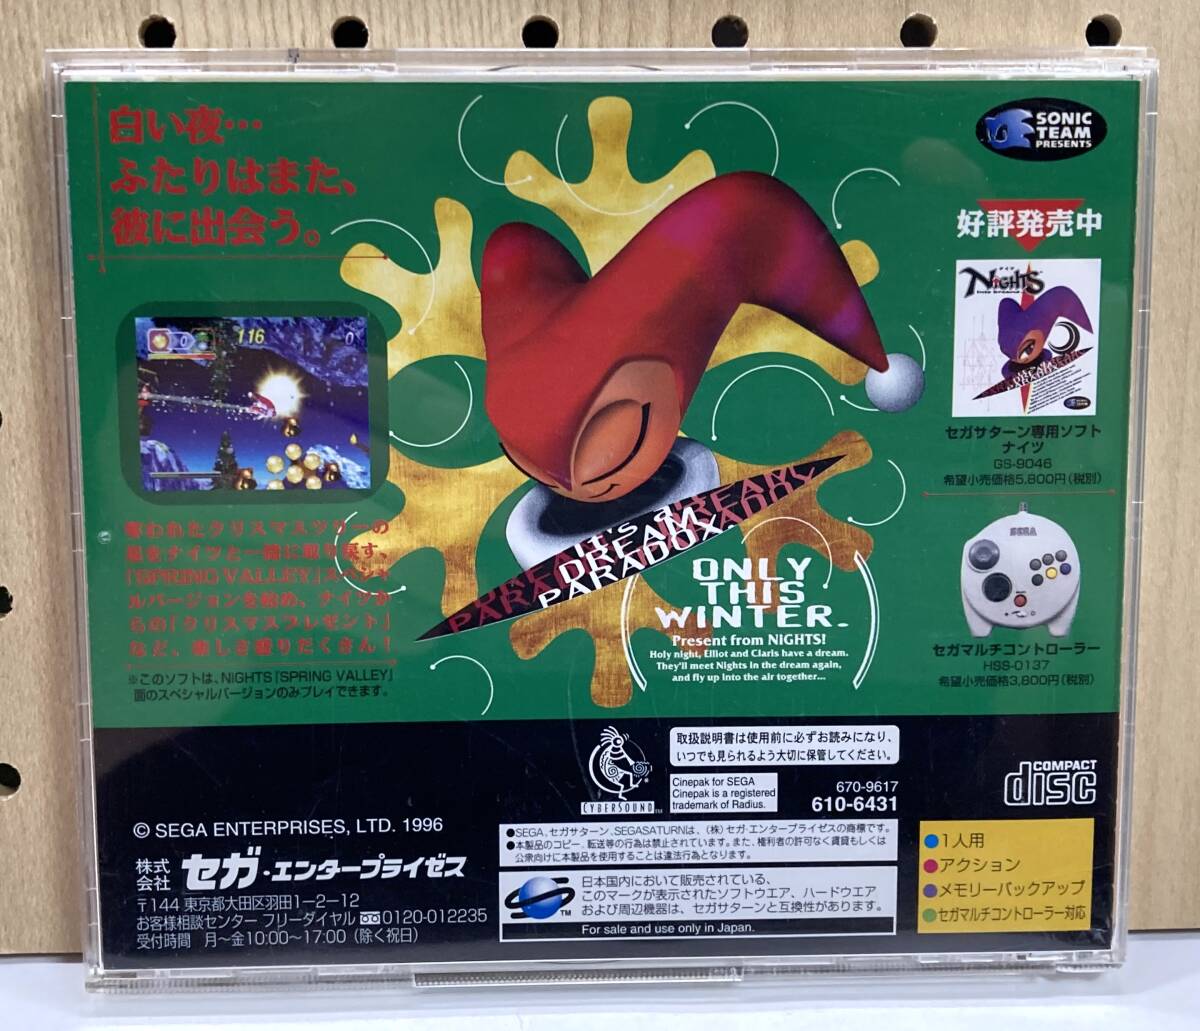 白い夜…
ふたりはまた、
彼に出会う。
0
116
0
奪われたクリスマスツリーの
星をナイツと一緒に取り戻す、
「SPRING VALLEY」スペシャ
ルバージョンを始め、ナイツか
らの「クリスマスプレゼント」
など、楽しさ盛りだくさん!
※このソフトは、NiGHTS「SPRING VALLEY」
面のスペシャルバージョンのみプレイできます。
IT'S A
DREAM
PARADOX.
ONLY
THIS
WINTER.
Present from NiGHTS!
Holy night, Elliot and Claris have a dream.
They'll meet Nights in the dream again,
and fly up into the air together...
SONIC
TEAM
PRESENTS
好評発売中
ナイツ
NiGHTS
into Dreams...
セガサターン専用ソフト
ナイツ
GS-9046
希望小売価格5,800円(税別)
SEGA
セガマルチコントローラー
HSS-0137
希望小売価格3,800円(税別)
© SEGA ENTERPRISES, LTD. 1996
株式会社 セガ・エンタープライゼス
〒144 東京都大田区羽田1-2-12
お客様相談センター フリーダイヤル 0120-012235
受付時間 月〜金10:00〜17:00(除く祝日)
CYBERSOUND™
取扱説明書は使用前に必ずお読みになり、
いつでも見られるよう大切に保管してください。
Cinepak for SEGA
Cinepak is a registered
trademark of Radius.
670-9617
610-6431
●SEGA、セガサターン、SEGASATURNは、(株)セガ・エンタープライゼスの商標です。
●本製品のコピー、転送等の行為は禁止されています。また、権利者の許可なく賃貸もしくは
公衆向けに本製品を使用することは違法行為となります。
TM
日本国内において販売されている、
このマークが表示されたソフトウエア、ハードウエア
および周辺機器は、セガサターンと互換性があります。
For sale and use only in Japan.
COMPACT
disc
●1人用
●アクション
●メモリーバックアップ
●セガマルチコントローラー対応